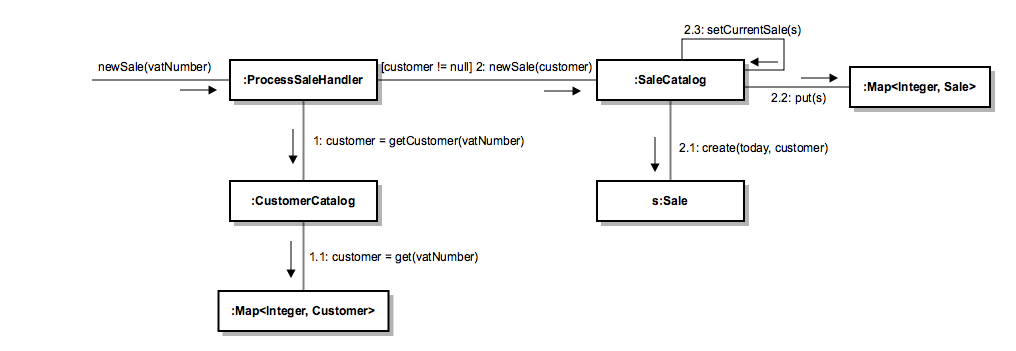 2.3: setCurrentSale(s)
newSale(vatNumber)
:ProcessSaleHandler
[customer != null] 2: newSale(customer)
:SaleCatalog
:Map<Integer, Sale>
2.2: put(s)
1: customer = getCustomer(vatNumber)
2.1: create(today, customer)
:CustomerCatalog
s:Sale
1.1: customer = get(vatNumber)
:Map<Integer, Customer>